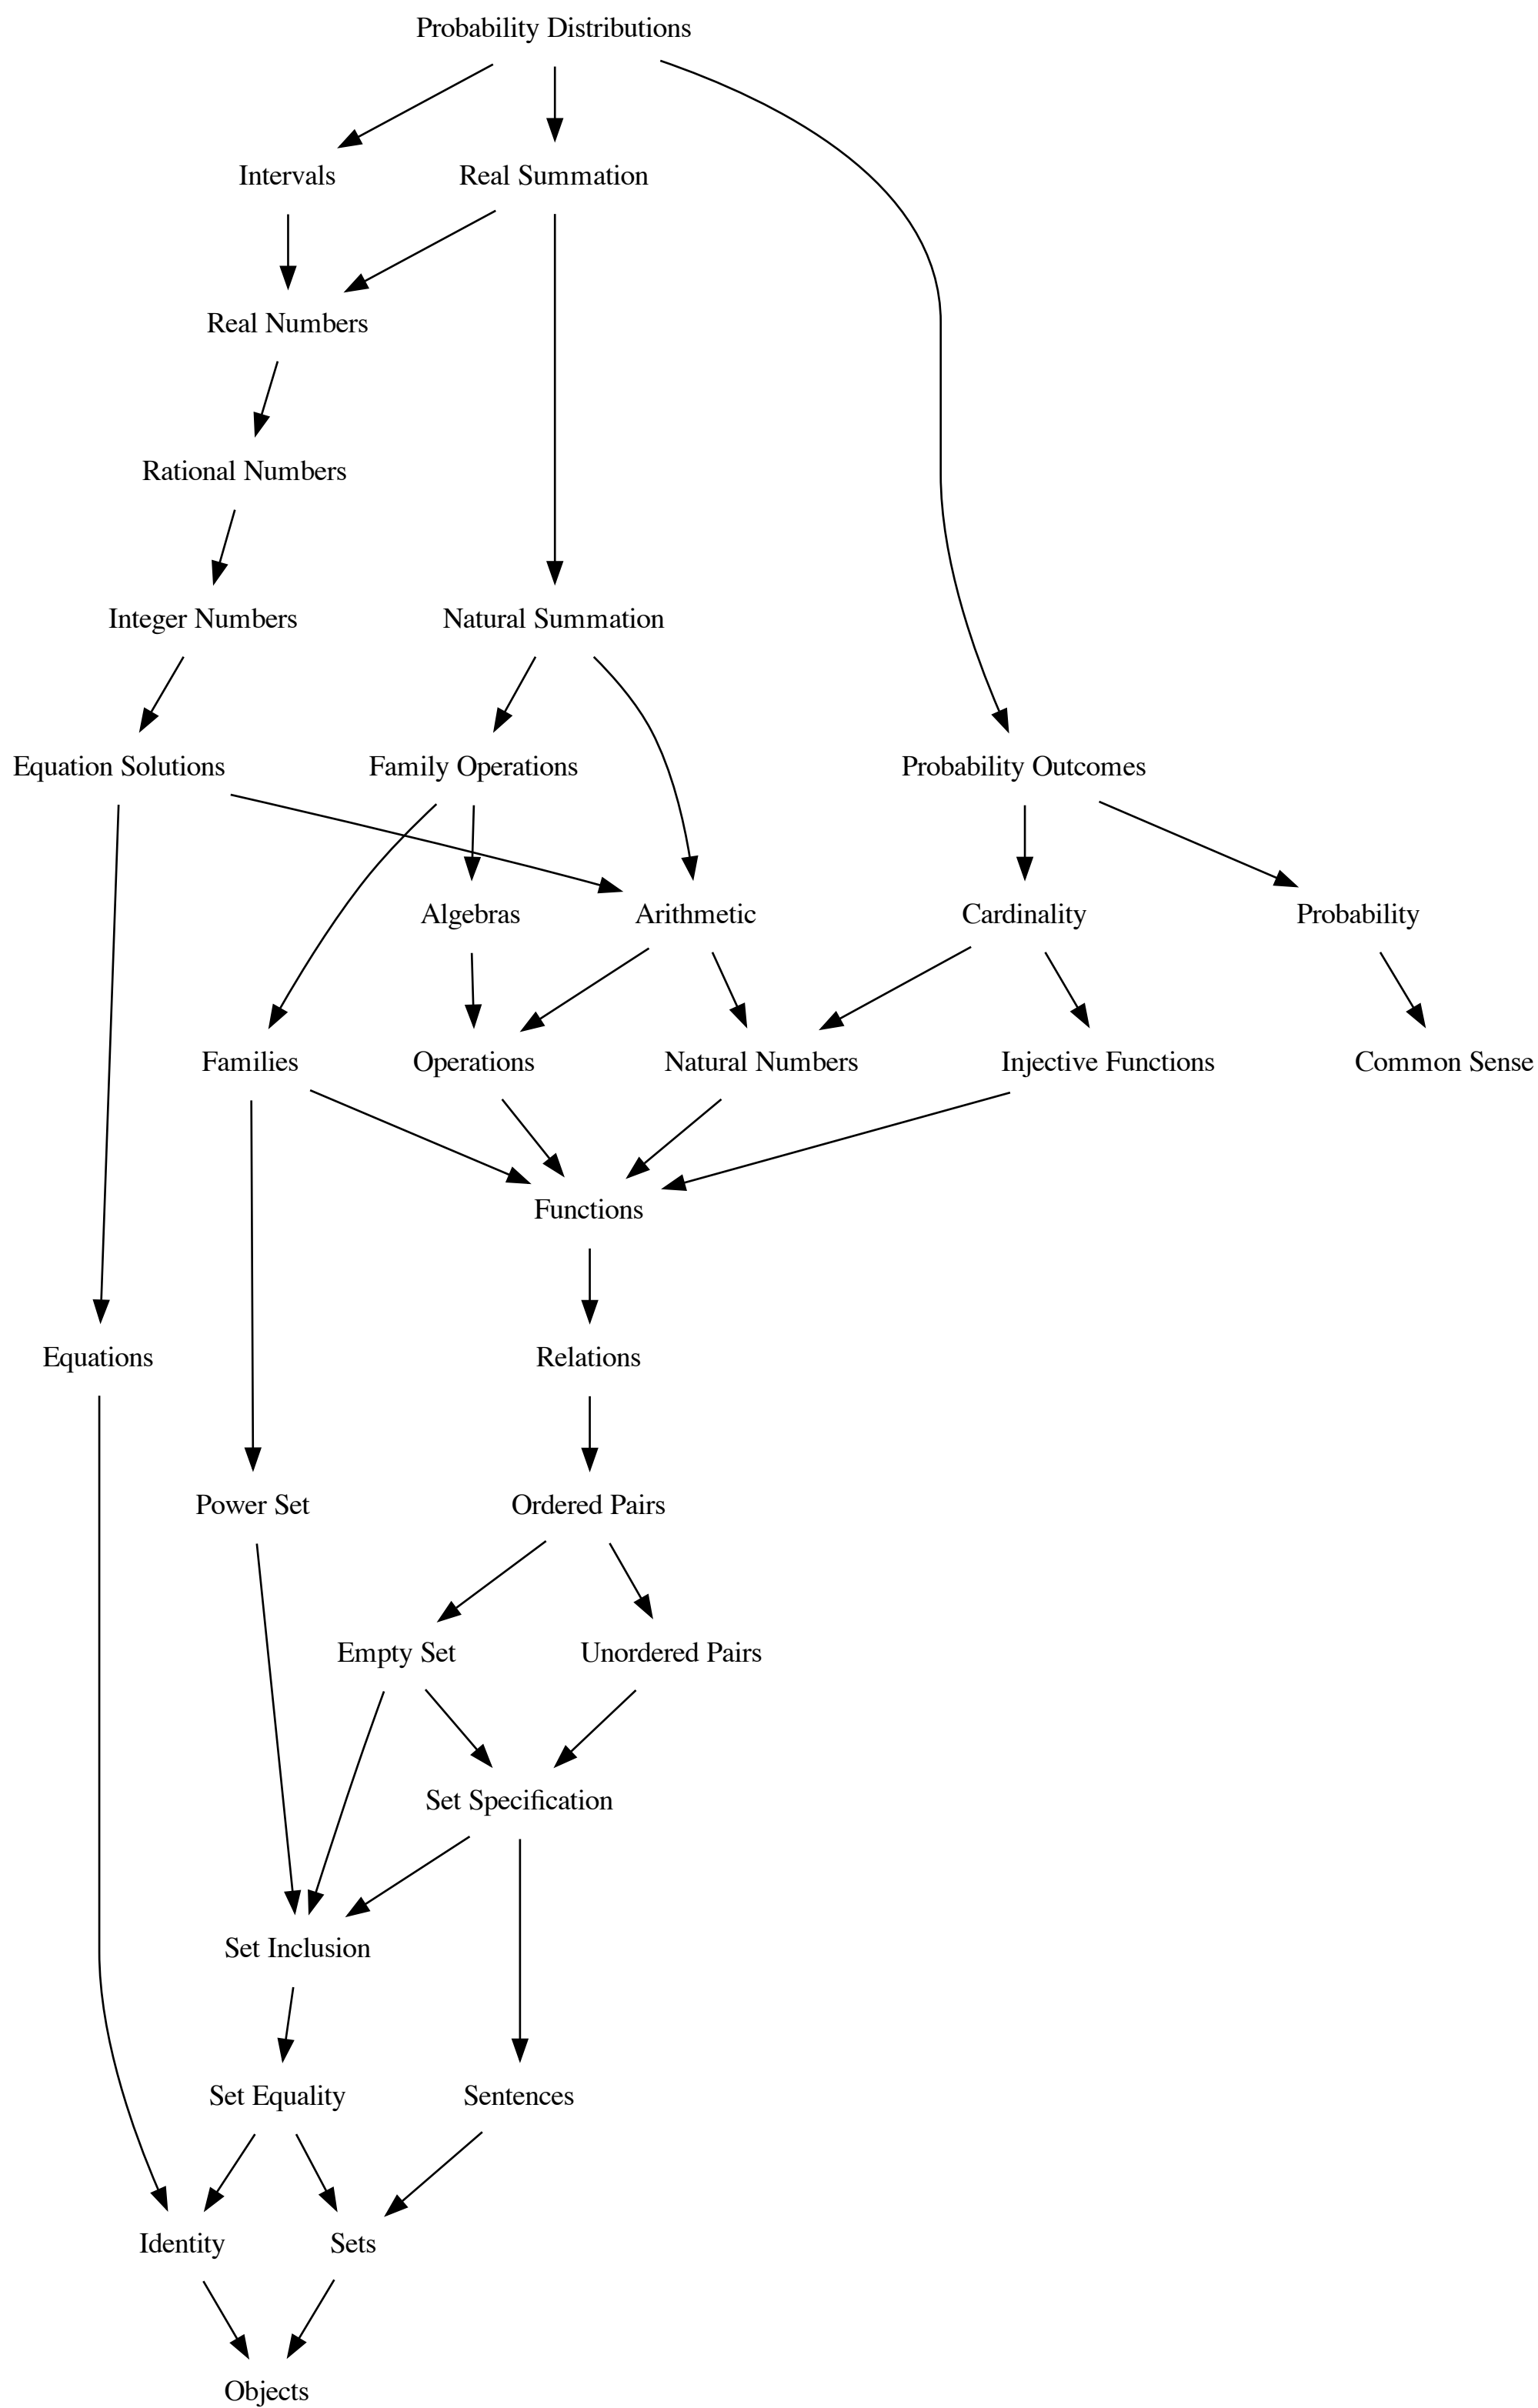 Probability Distributions
Intervals
Real Summation
Real Numbers
Rational Numbers
Integer Numbers
Natural Summation
Equation Solutions
Family Operations
Probability Outcomes
Algebras
Arithmetic
Cardinality
Probability
Families
Operations
Natural Numbers
Injective Functions
Common Sense
Functions
Equations
Relations
Power Set
Ordered Pairs
Empty Set
Unordered Pairs
Set Specification
Set Inclusion
Set Equality
Sentences
Identity
Sets
Objects